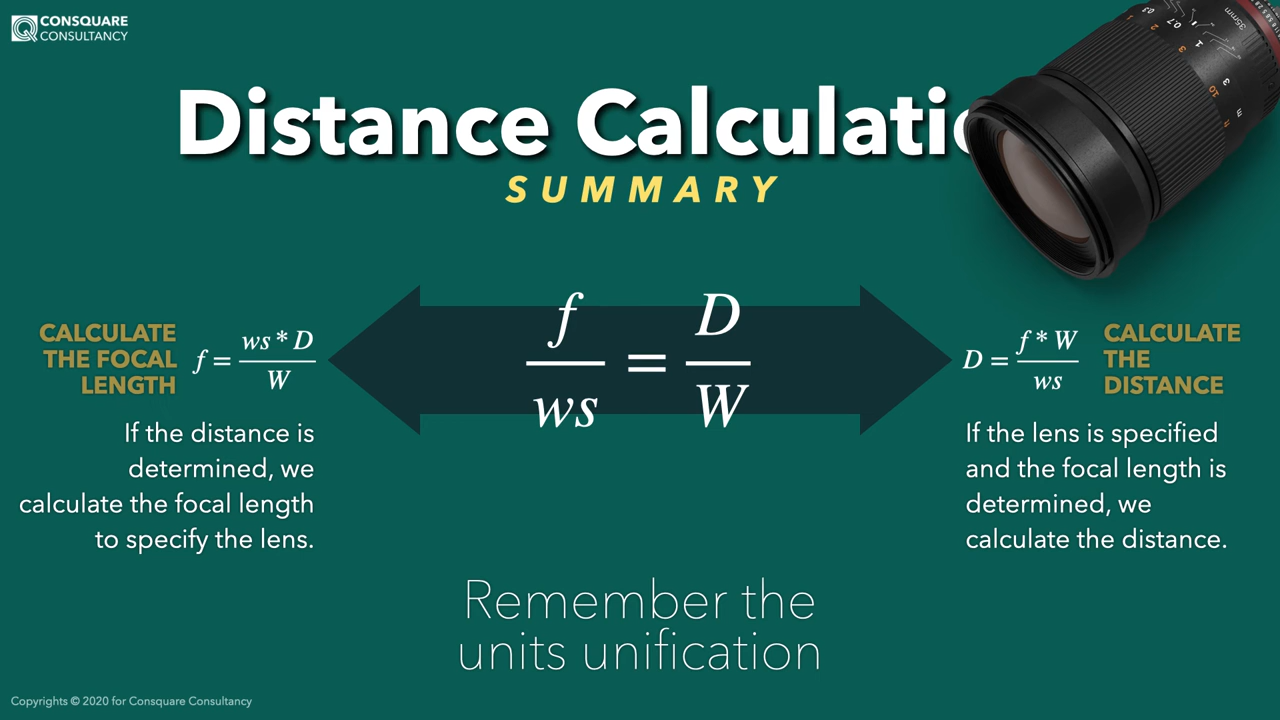 CONSQUARE
CONSULTANCY
Distance Calculatio
SUMMARY
CALCULATE
THE FOCAL
LENGTH
f = ws * D / W
If the distance is
determined, we
calculate the focal length
to specify the lens.
f / ws = D / W
D = f * W / ws
CALCULATE
THE
DISTANCE
If the lens is specified
and the focal length is
determined, we
calculate the distance.
Remember the
units unification
Copyrights © 2020 for Consquare Consultancy
35mm